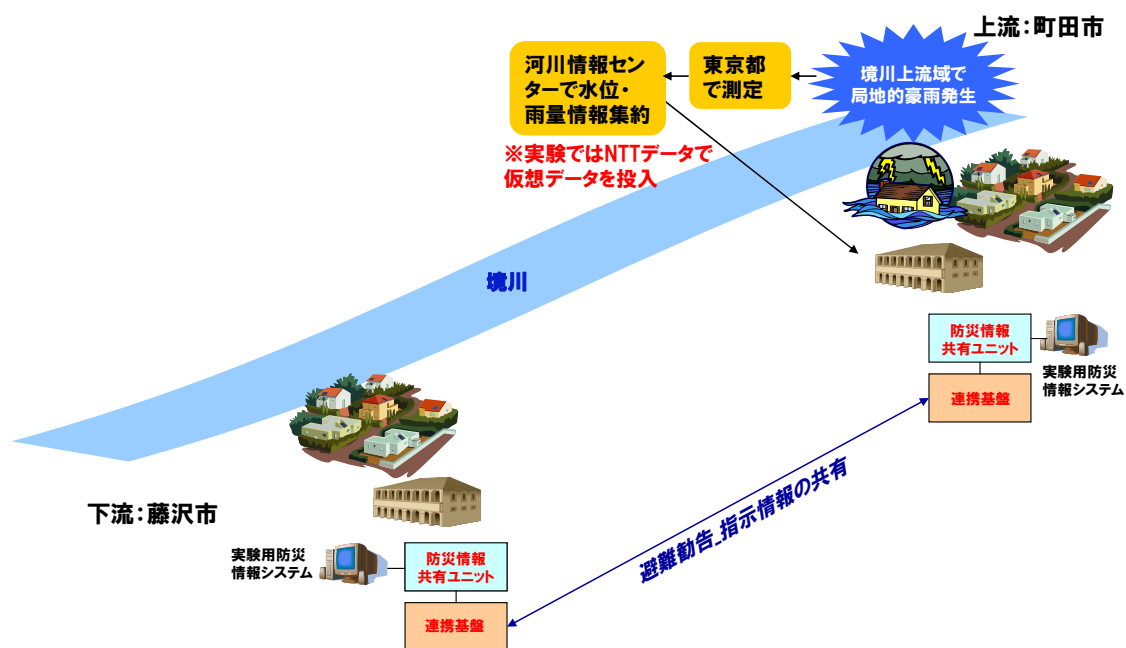 上流：町田市
境川上流域で
局地的豪雨発生
東京都
で測定
河川情報セン
ターで水位・
雨量情報集約
※実験ではNTTデータで
仮想データを投入
境川
防災情報
共有ユニット
連携基盤
実験用防災
情報システム
避難勧告_指示情報の共有
下流：藤沢市
実験用防災
情報システム
防災情報
共有ユニット
連携基盤